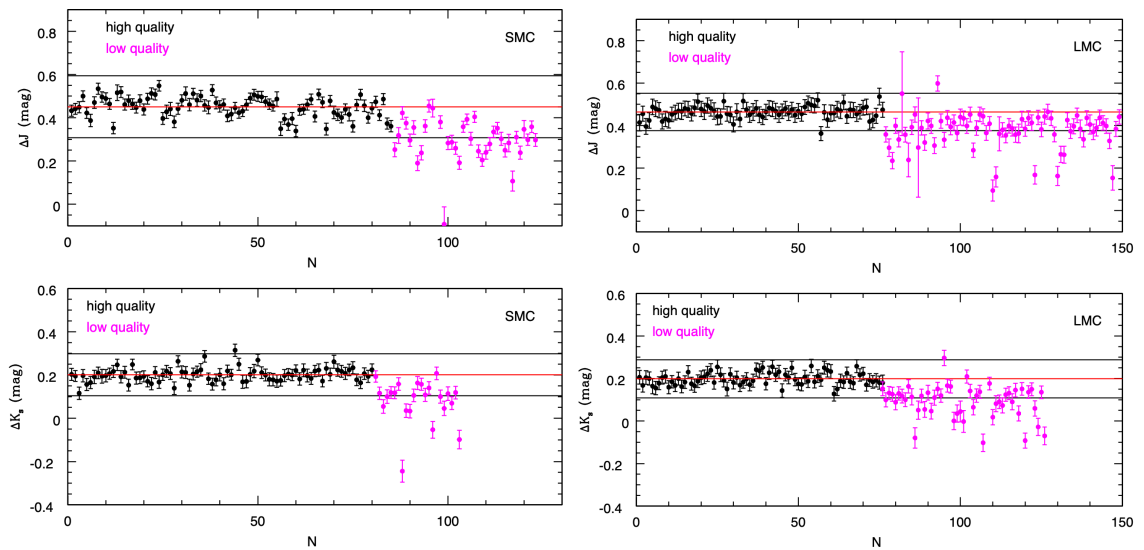 high quality
low quality
SMC
ΔJ (mag)
0.8
0.6
0.4
0.2
0
0
50
100
N
high quality
low quality
LMC
ΔJ (mag)
0.8
0.6
0.4
0.2
0
0
50
100
150
N
high quality
low quality
SMC
ΔKs (mag)
0.6
0.4
0.2
0
-0.2
-0.4
0
50
100
N
high quality
low quality
LMC
ΔKs (mag)
0.6
0.4
0.2
0
-0.2
-0.4
0
50
100
150
N